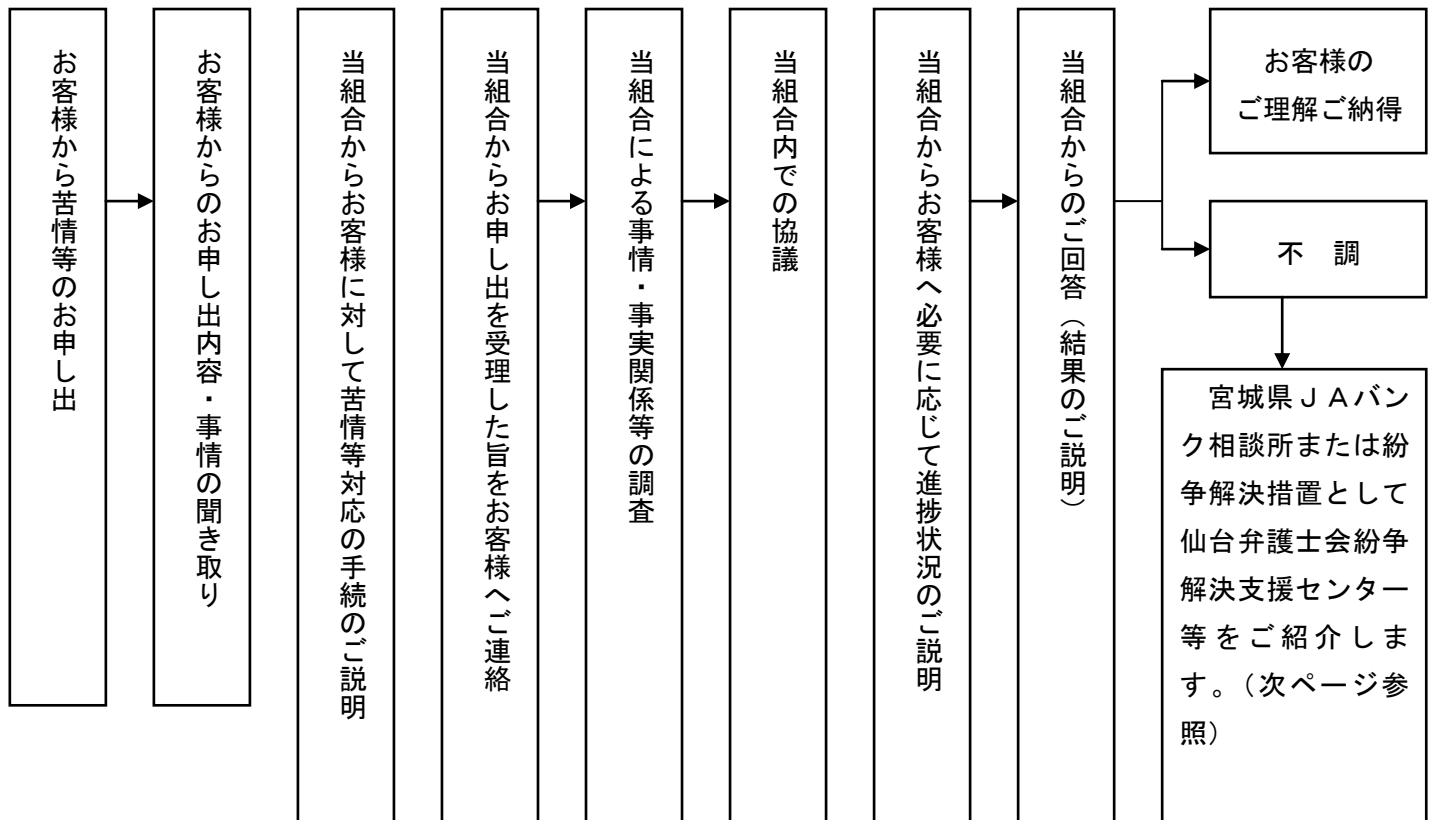 お客様から苦情等のお申し出
お客様からのお申し出内容・事情の聞き取り
当組合からお客様に対して苦情等対応の手続のご説明
当組合からお申し出を受理した旨をお客様へご連絡
当組合による事情・事実関係等の調査
当組合内での協議
当組合からお客様へ必要に応じて進捗状況のご説明
当組合からのご回答（結果のご説明）
お客様の
ご理解ご納得
不　調
宮城県ＪＡバン
ク相談所または紛
争解決措置として
仙台弁護士会紛争
解決支援センター
等をご紹介しま
す。（次ページ参
照）